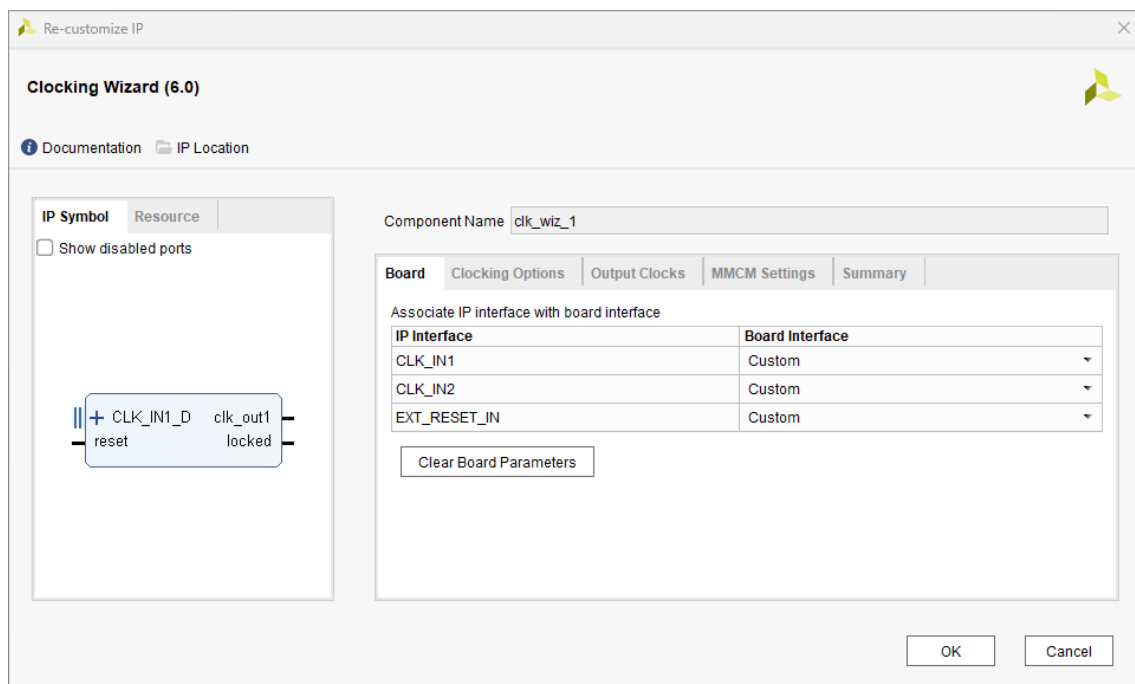 Re-customize IP
Clocking Wizard (6.0)
Documentation IP Location
IP Symbol Resource
Show disabled ports
CLK_IN1_D clk_out1
reset locked
Component Name clk_wiz_1
Board Clocking Options Output Clocks MMCM Settings Summary
Associate IP interface with board interface
IP Interface Board Interface
CLK_IN1 Custom
CLK_IN2 Custom
EXT_RESET_IN Custom
Clear Board Parameters
OK Cancel